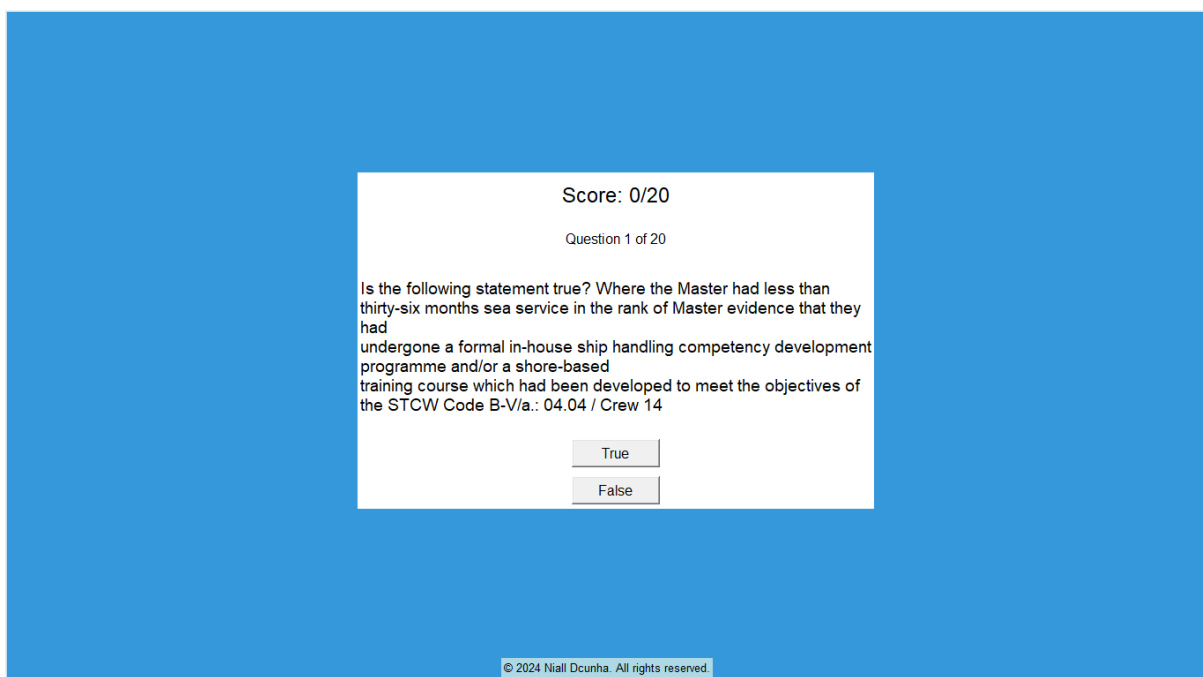 Score: 0/20
Question 1 of 20
Is the following statement true? Where the Master had less than
thirty-six months sea service in the rank of Master evidence that they
had
undergone a formal in-house ship handling competency development
programme and/or a shore-based
training course which had been developed to meet the objectives of
the STCW Code B-V/a.: 04.04 / Crew 14
True
False
© 2024 Niall Dcunha. All rights reserved.